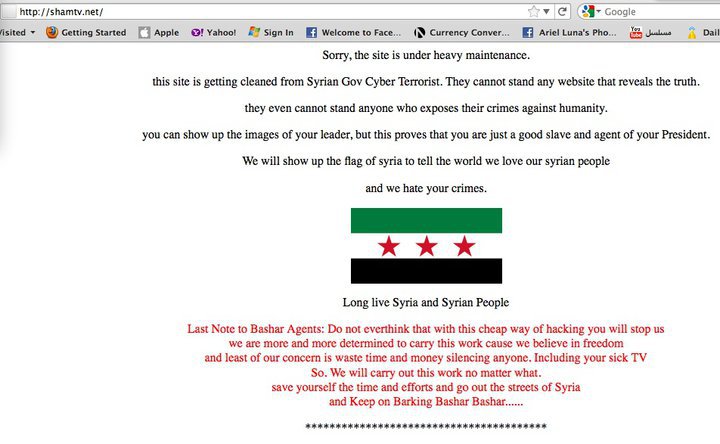 http://shamtv.net/
Google
isited
Getting Started
Apple
Yahoo!
Sign In
Welcome to Face...
Currency Conver...
Ariel Luna's Pho...
You Tube
مسلسل
Dail
Sorry, the site is under heavy maintenance.
this site is getting cleaned from Syrian Gov Cyber Terrorist. They cannot stand any website that reveals the truth.
they even cannot stand anyone who exposes their crimes against humanity.
you can show up the images of your leader, but this proves that you are just a good slave and agent of your President.
We will show up the flag of syria to tell the world we love our syrian people
and we hate your crimes.
Long live Syria and Syrian People
Last Note to Bashar Agents: Do not everthink that with this cheap way of hacking you will stop us
we are more and more determined to carry this work cause we believe in freedom
and least of our concern is waste time and money silencing anyone. Including your sick TV
So. We will carry out this work no matter what.
save yourself the time and efforts and go out the streets of Syria
and Keep on Barking Bashar Bashar......
****************************************